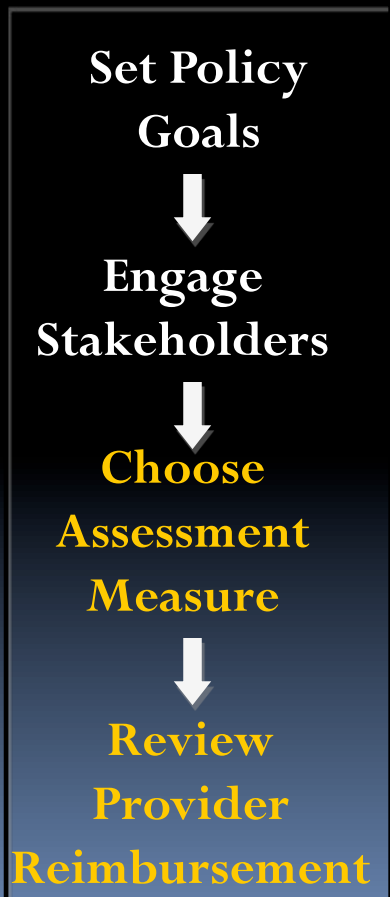 Set Policy
Goals
Engage
Stakeholders
Choose
Assessment
Measure
Review
Provider
Reimbursement